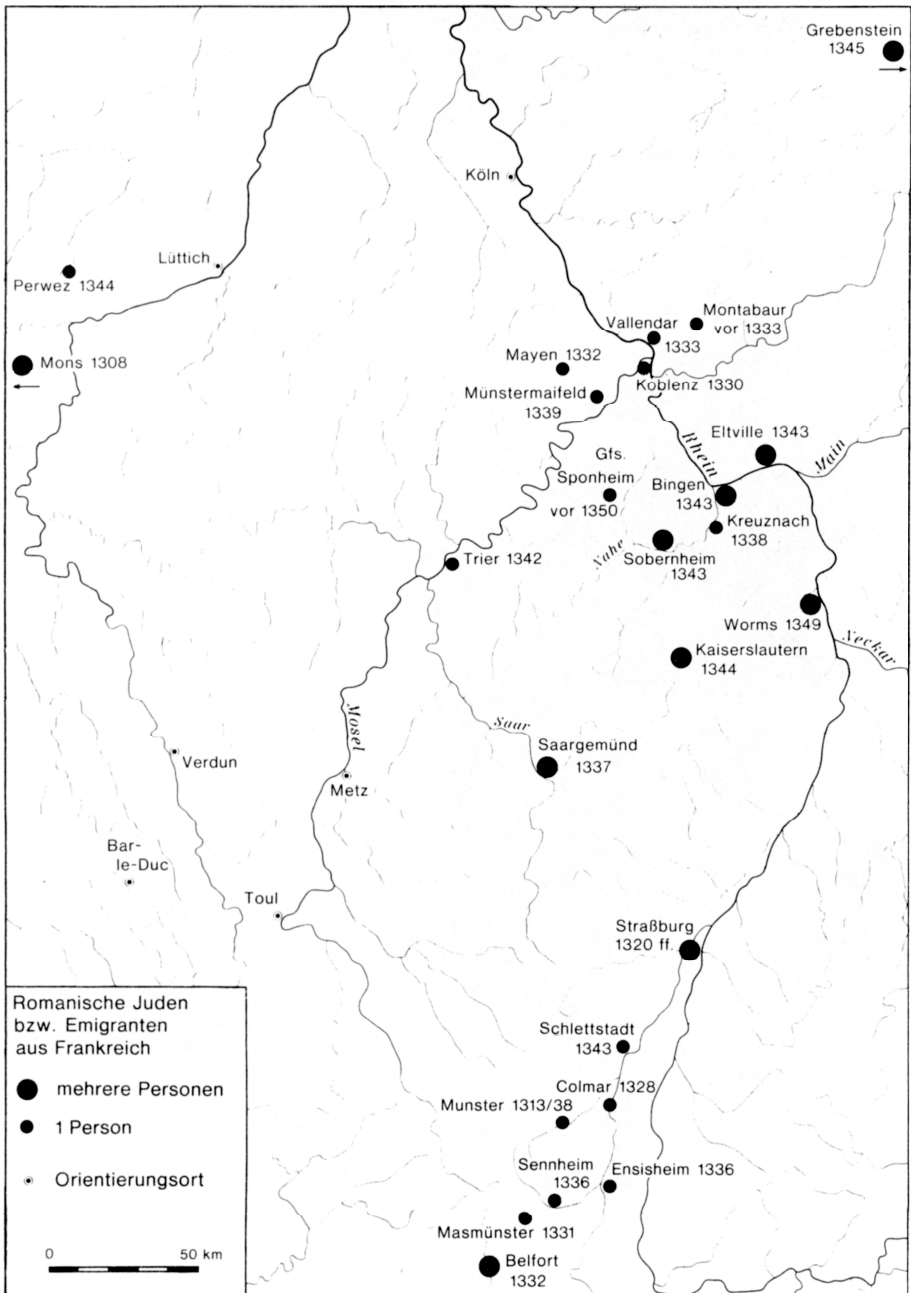 Grebenstein
1345
Köln
Lüttich
Perwez 1344
Mons 1308
Vallendar
1333
Montabaur
vor 1333
Mayen 1332
Koblenz 1330
Münstermaifeld
1339
Rhein
Eltville 1343
Main
Gfs.
Sponheim
vor 1350
Bingen
1343
Kreuznach
1338
Nahe
Sobernheim
1343
Trier 1342
Worms 1349
Neckar
Kaiserslautern
1344
Mosel
Saar
Saargemünd
1337
Verdun
Metz
Bar-
le-Duc
Toul
Straßburg
1320 ff.
Schlettstadt
1343
Colmar 1328
Munster 1313/38
Sennheim
1336
Ensisheim 1336
Masmünster 1331
Belfort
1332
Romanische Juden
bzw. Emigranten
aus Frankreich
mehrere Personen
1 Person
Orientierungsort
0 50 km